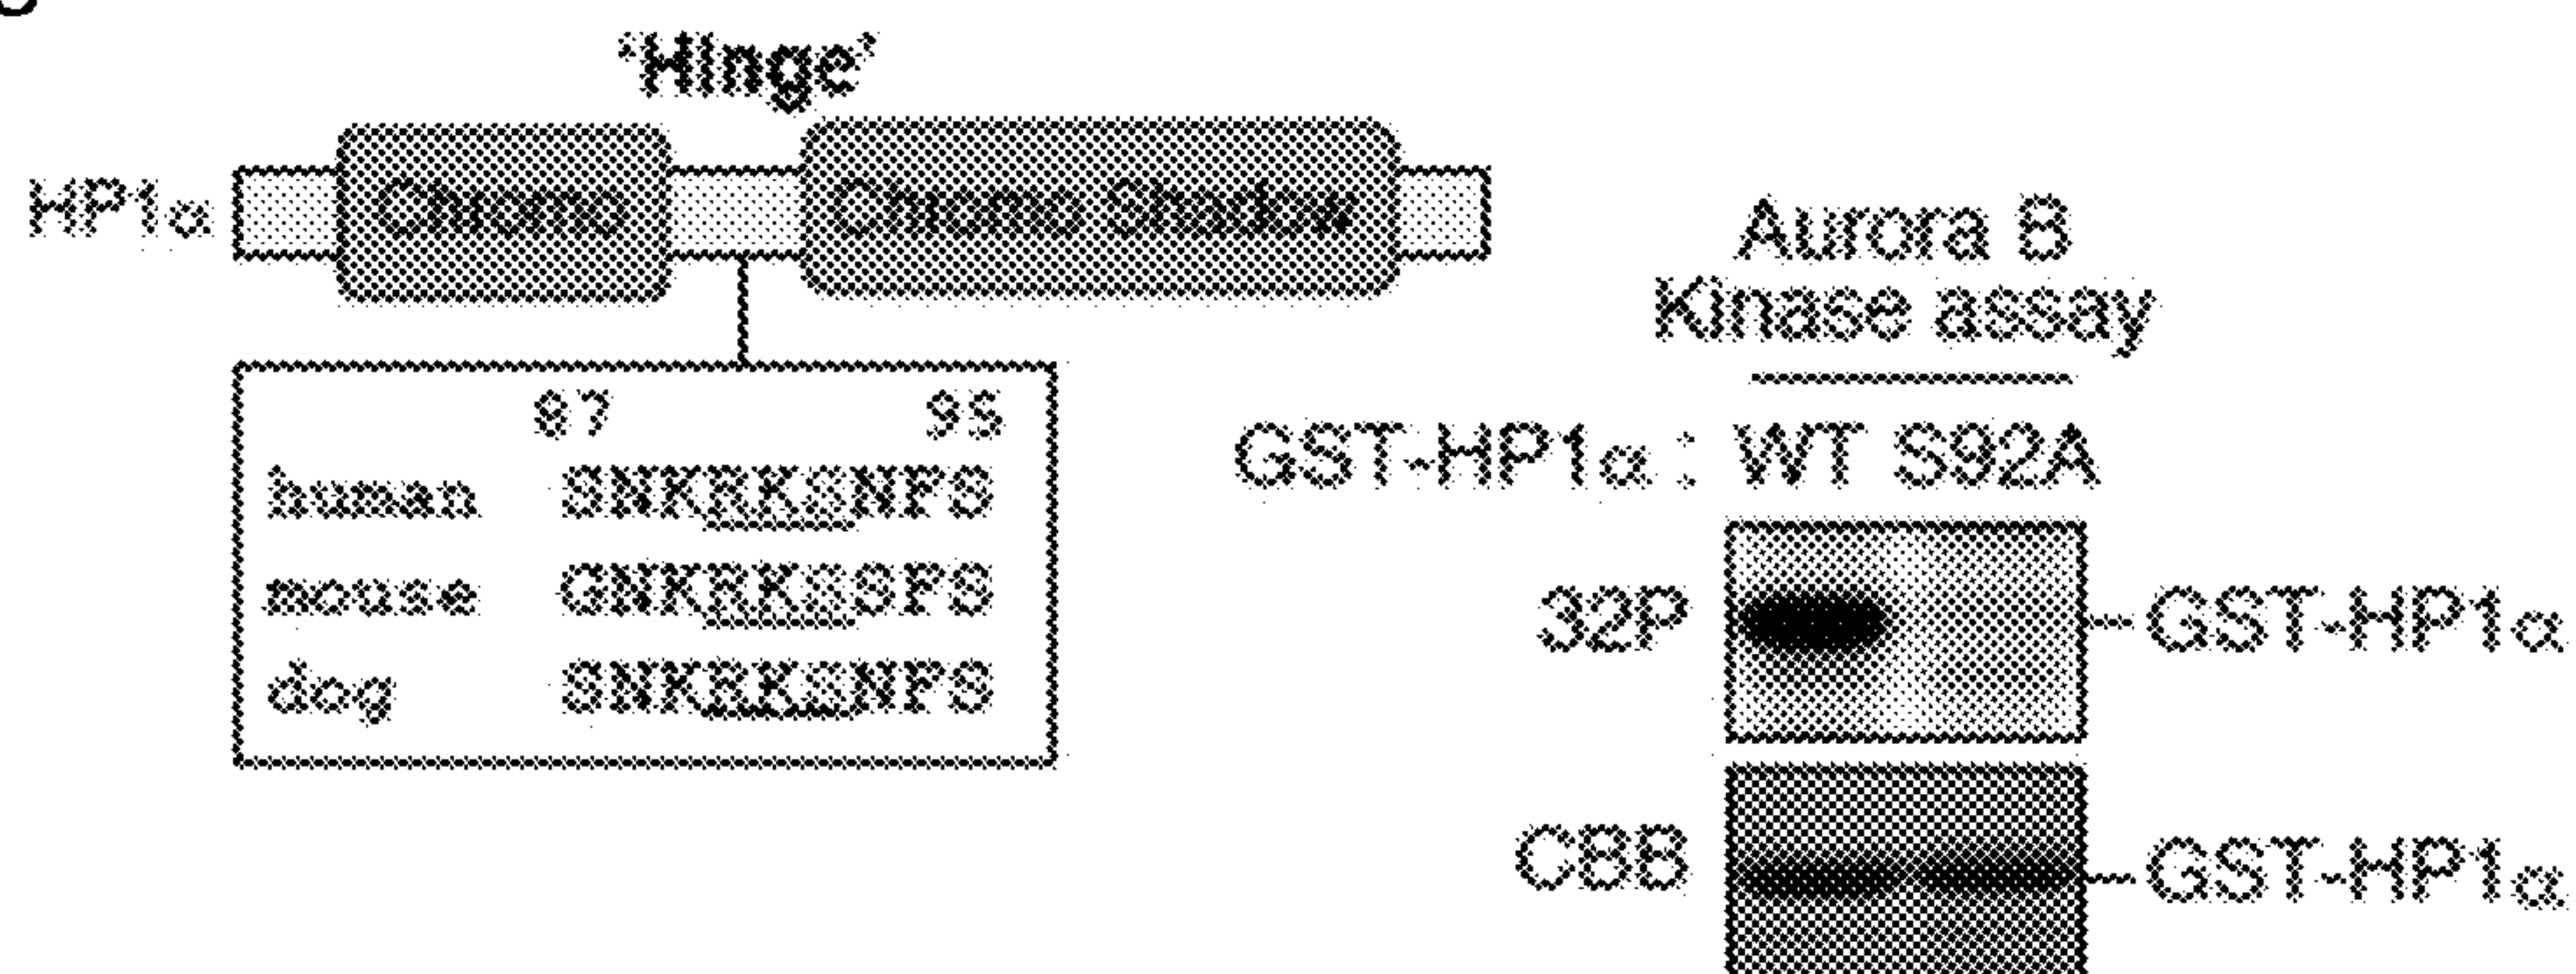 'Hinge'
HP1α Chromo Chromo Shadow
87 95
human SNKRKSNFS
mouse GNKRKSSFS
dog SNKRKSNFS
Aurora B
Kinase assay
GST-HP1α : WT S92A
32P GST-HP1α
CBB GST-HP1α